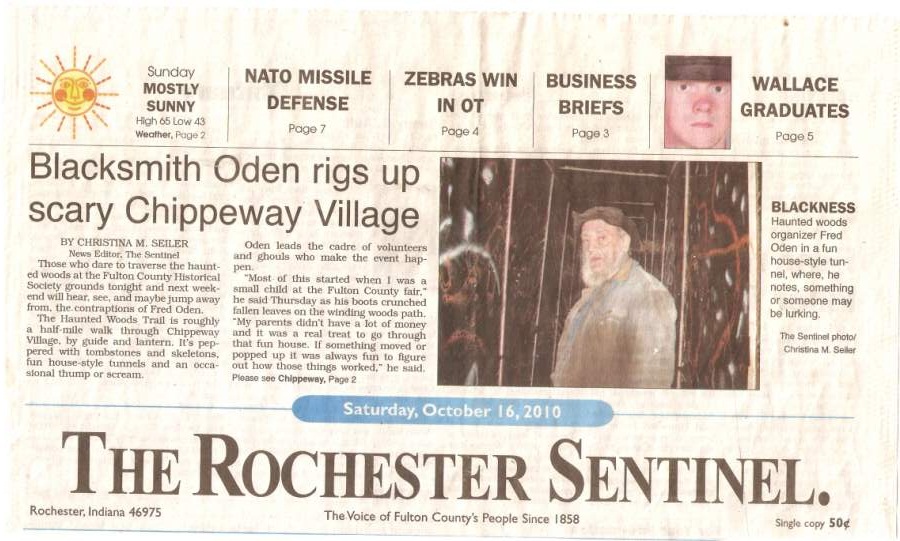 Sunday
MOSTLY
SUNNY
High 65 Low 43
Weather, Page 2
NATO MISSILE
DEFENSE
Page 7
ZEBRAS WIN
IN OT
Page 4
BUSINESS
BRIEFS
Page 3
WALLACE
GRADUATES
Page 5
Blacksmith Oden rigs up
scary Chippeway Village
BY CHRISTINA M. SEILER
News Editor, The Sentinel
Those who dare to traverse the haunt-
ed woods at the Fulton County Historical
Society grounds tonight and next week-
end will hear, see, and maybe jump away
from, the contraptions of Fred Oden.
The Haunted Woods Trail is roughly
a half-mile walk through Chippeway
Village, by guide and lantern. It's pep-
pered with tombstones and skeletons,
fun house-style tunnels and an occa-
sional thump or scream.
Oden leads the cadre of volunteers
and ghouls who make the event hap-
pen.
"Most of this started when I was a
small child at the Fulton County fair,"
he said Thursday as his boots crunched
fallen leaves on the winding woods path.
"My parents didn't have a lot of money
and it was a real treat to go through
that fun house. If something moved or
popped up it was always fun to figure
out how those things worked," he said.
Please see Chippeway, Page 2
BLACKNESS
Haunted woods
organizer Fred
Oden in a fun
house-style tun-
nel, where, he
notes, something
or someone may
be lurking.
The Sentinel photo/
Christina M. Seiler
Saturday, October 16, 2010
THE ROCHESTER SENTINEL.
Rochester, Indiana 46975
The Voice of Fulton County's People Since 1858
Single copy 50¢